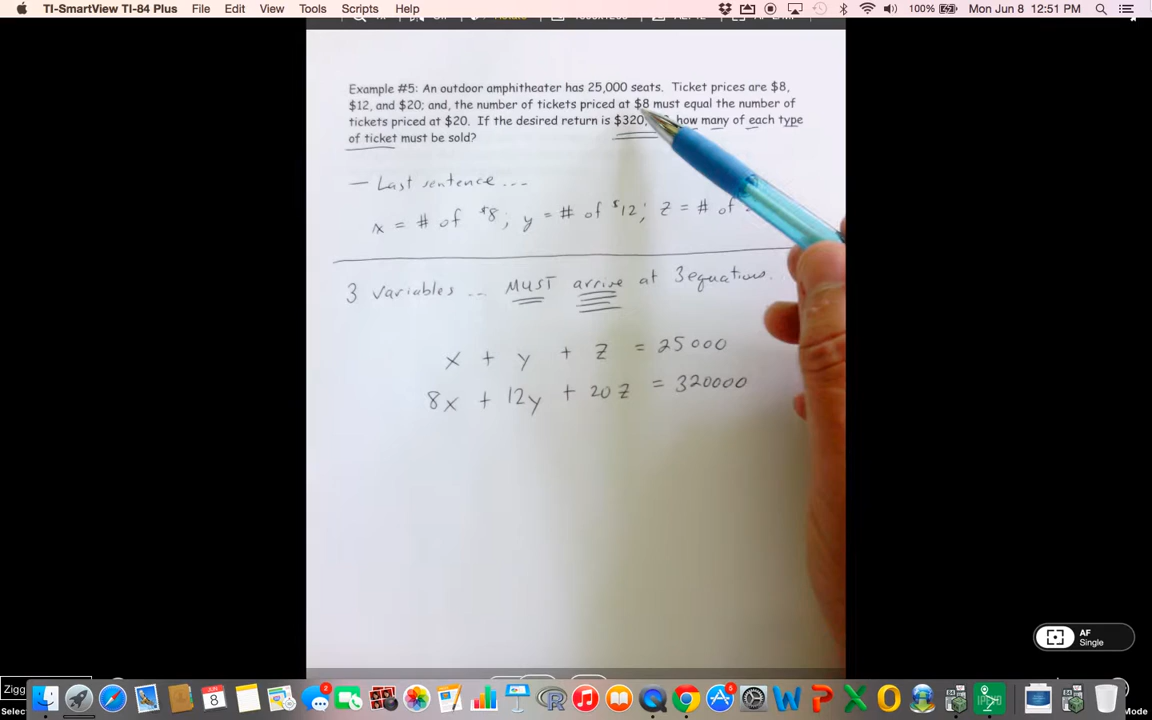 TI-SmartView TI-84 Plus File Edit View Tools Scripts Help 100% Mon Jun 8 12:51 PM
Example #5: An outdoor amphitheater has 25,000 seats. Ticket prices are $8,
$12, and $20; and, the number of tickets priced at $8 must equal the number of
tickets priced at $20. If the desired return is $320, how many of each type
of ticket must be sold?
— Last sentence ...
x = # of $8; y = # of $12; z = # of
3 variables ... MUST arrive at 3 equations.
x + y + z = 25000
8x + 12y + 20z = 320000
AF
Single
Zigg
Selec
Mode